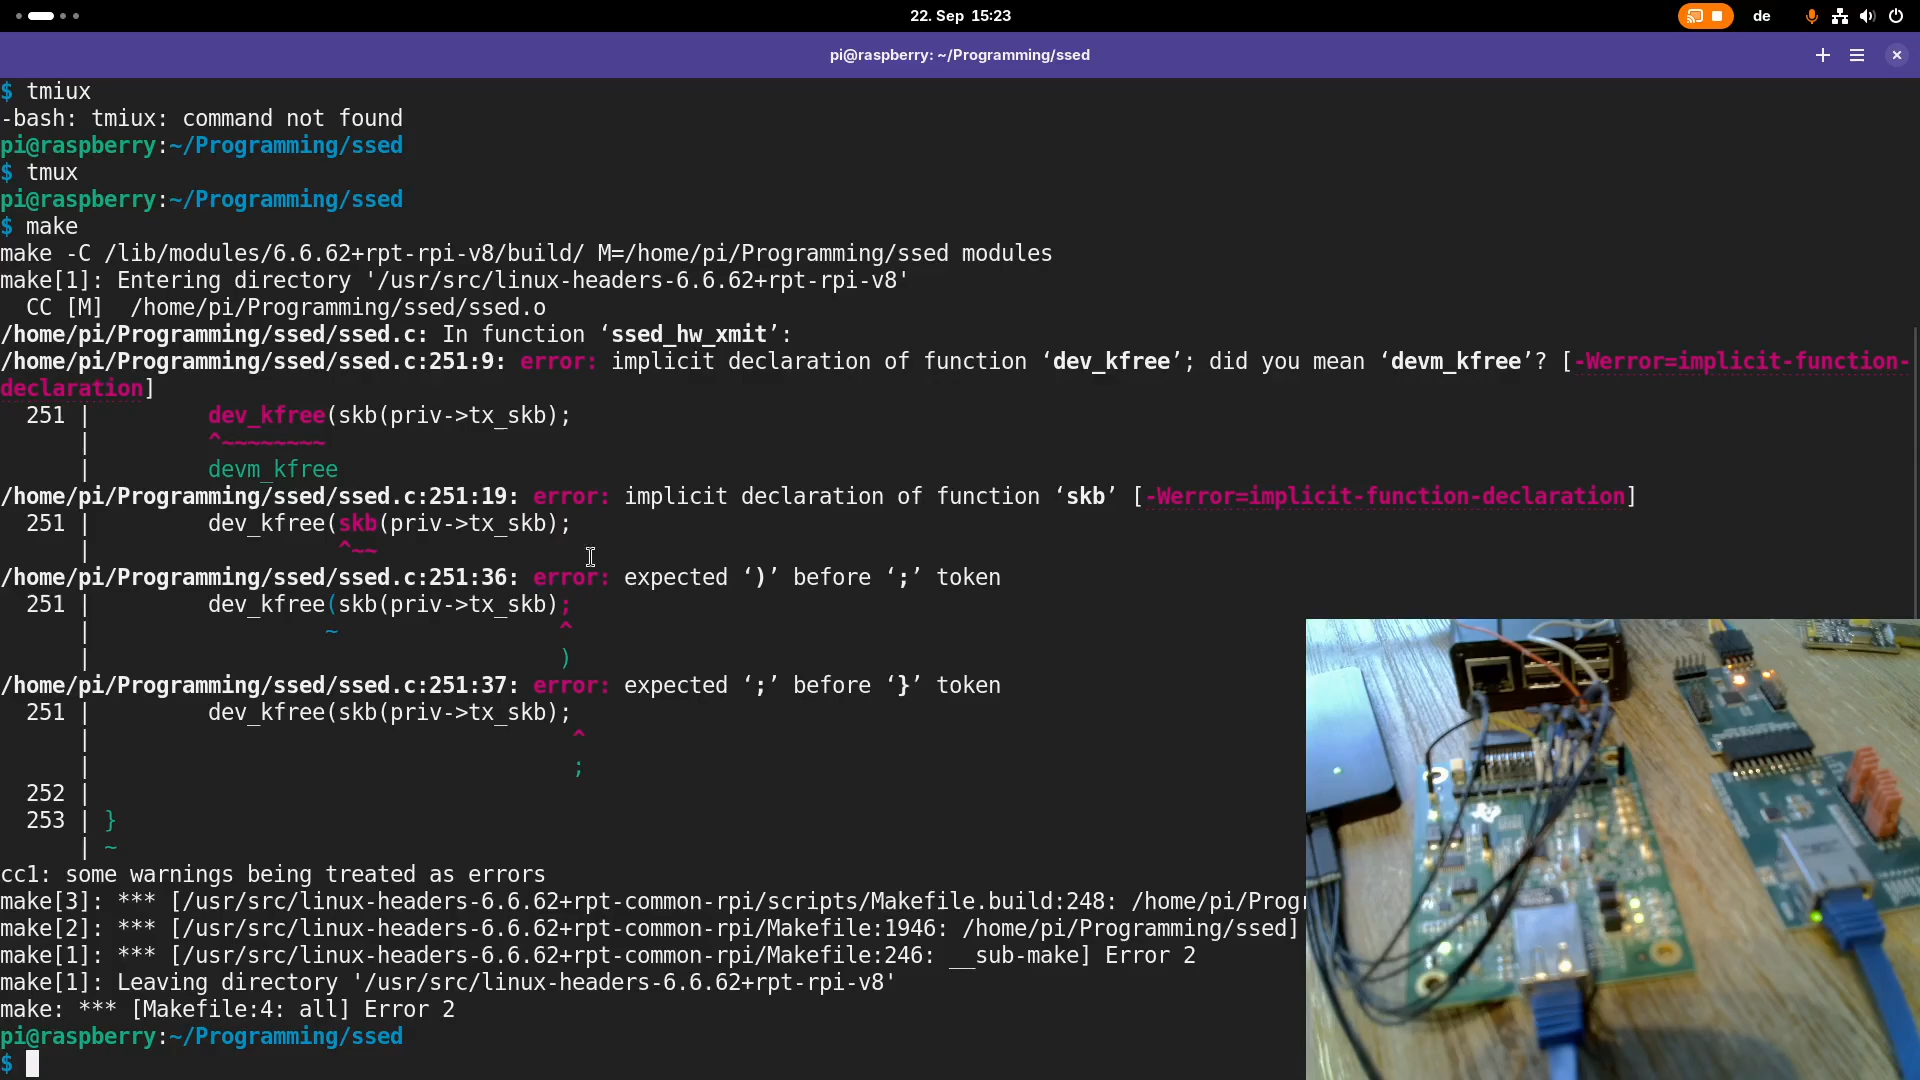 22. Sep 15:23
de
pi@raspberry: ~/Programming/ssed
$ tmiux
-bash: tmiux: command not found
pi@raspberry:~/Programming/ssed
$ tmux
pi@raspberry:~/Programming/ssed
$ make
make -C /lib/modules/6.6.62+rpt-rpi-v8/build/ M=/home/pi/Programming/ssed modules
make[1]: Entering directory '/usr/src/linux-headers-6.6.62+rpt-rpi-v8'
  CC [M]  /home/pi/Programming/ssed/ssed.o
/home/pi/Programming/ssed/ssed.c: In function ‘ssed_hw_xmit’:
/home/pi/Programming/ssed/ssed.c:251:9: error: implicit declaration of function ‘dev_kfree’; did you mean ‘devm_kfree’? [-Werror=implicit-function-
declaration]
  251 |         dev_kfree(skb(priv->tx_skb);
      |         ^~~~~~~~~
      |         devm_kfree
/home/pi/Programming/ssed/ssed.c:251:19: error: implicit declaration of function ‘skb’ [-Werror=implicit-function-declaration]
  251 |         dev_kfree(skb(priv->tx_skb);
      |                   ^~~
/home/pi/Programming/ssed/ssed.c:251:36: error: expected ‘)’ before ‘;’ token
  251 |         dev_kfree(skb(priv->tx_skb);
      |                  ~                 ^
      |                                    )
/home/pi/Programming/ssed/ssed.c:251:37: error: expected ‘;’ before ‘}’ token
  251 |         dev_kfree(skb(priv->tx_skb);
      |                                     ^
      |                                     ;
  252 |
  253 | }
      | ~
cc1: some warnings being treated as errors
make[3]: *** [/usr/src/linux-headers-6.6.62+rpt-common-rpi/scripts/Makefile.build:248: /home/pi/Progr
make[2]: *** [/usr/src/linux-headers-6.6.62+rpt-common-rpi/Makefile:1946: /home/pi/Programming/ssed]
make[1]: *** [/usr/src/linux-headers-6.6.62+rpt-common-rpi/Makefile:246: __sub-make] Error 2
make[1]: Leaving directory '/usr/src/linux-headers-6.6.62+rpt-rpi-v8'
make: *** [Makefile:4: all] Error 2
pi@raspberry:~/Programming/ssed
$